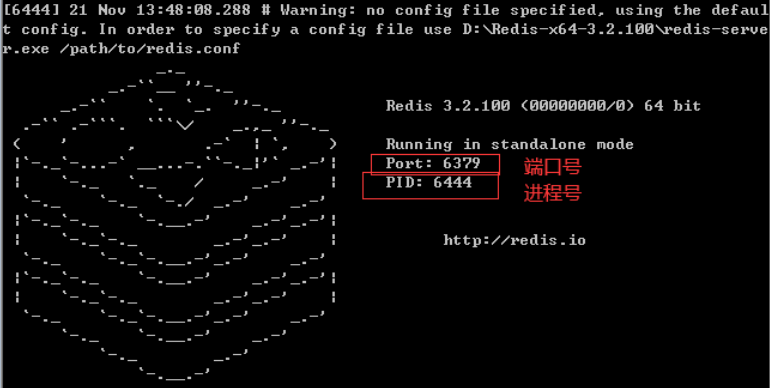 [6444] 21 Nov 13:48:08.288 # Warning: no config file specified, using the defaul
t config. In order to specify a config file use D:\Redis-x64-3.2.100\redis-serve
r.exe /path/to/redis.conf
Redis 3.2.100 (00000000/0) 64 bit
Running in standalone mode
Port: 6379 端口号
PID: 6444 进程号
http://redis.io